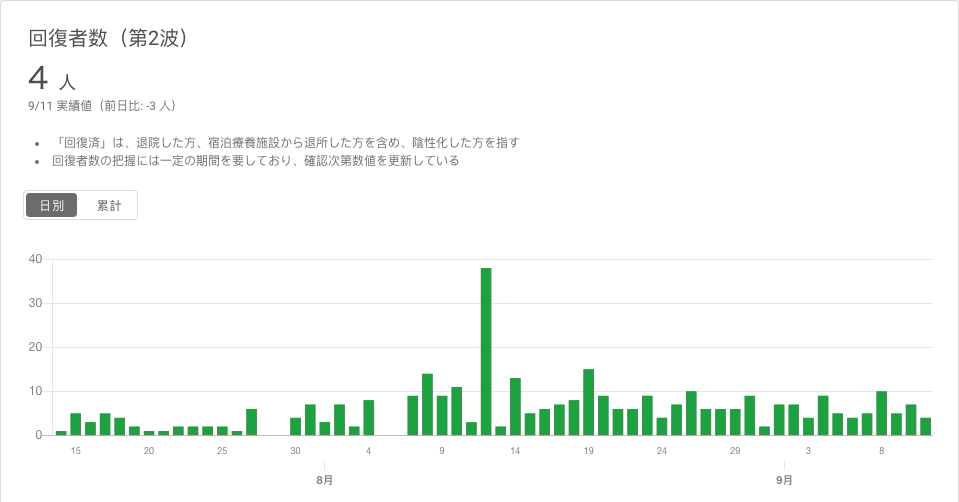 回復者数（第2波）
4 人
9/11 実績値（前日比: -3 人）
「回復済」は、退院した方、宿泊療養施設から退所した方を含め、陰性化した方を指す
回復者数の把握には一定の期間を要しており、確認次第数値を更新している
日別 累計
40
30
20
10
0
15 20 25 30 4 9 14 19 24 29 3 8
8月 9月